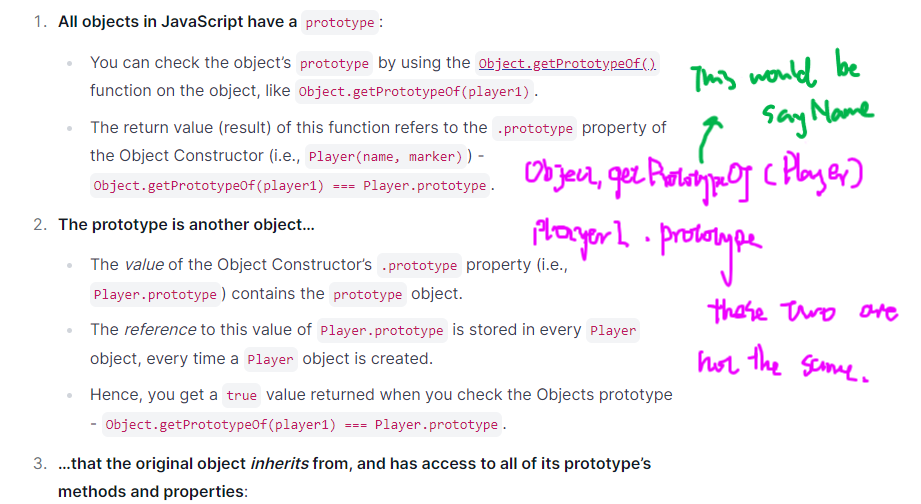 1. All objects in JavaScript have a prototype:
You can check the object's prototype by using the Object.getPrototypeOf()
function on the object, like Object.getPrototypeOf(player1).
The return value (result) of this function refers to the .prototype property of
the Object Constructor (i.e., Player(name, marker)) -
Object.getPrototypeOf(player1) === Player.prototype.
2. The prototype is another object…
The value of the Object Constructor's .prototype property (i.e.,
Player.prototype) contains the prototype object.
The reference to this value of Player.prototype is stored in every Player
object, every time a Player object is created.
Hence, you get a true value returned when you check the Objects prototype
- Object.getPrototypeOf(player1) === Player.prototype.
3. …that the original object inherits from, and has access to all of its prototype's
methods and properties:
This would be
sayName
Object.getPrototypeOf(Player)
player1.prototype
these two are
not the same.